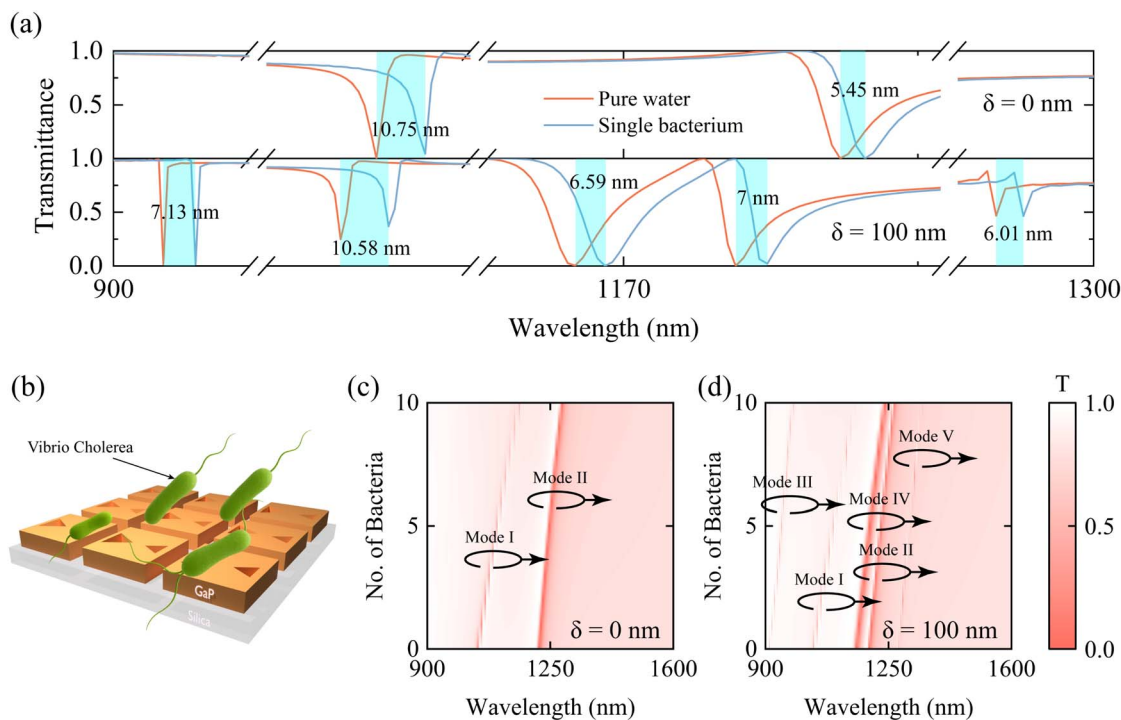 (a)
Transmittance
1.0
0.5
1.0
0.5
0.0
10.75 nm
Pure water
Single bacterium
5.45 nm
δ = 0 nm
7.13 nm
10.58 nm
6.59 nm
7 nm
δ = 100 nm
6.01 nm
900
1170
1300
Wavelength (nm)
(b)
Vibrio Cholerea
GaP
Silica
(c)
No. of Bacteria
10
5
0
Mode II
Mode I
δ = 0 nm
900
1250
1600
Wavelength (nm)
(d)
No. of Bacteria
10
5
0
Mode V
Mode III
Mode IV
Mode II
Mode I
δ = 100 nm
900
1250
1600
Wavelength (nm)
T
1.0
0.5
0.0